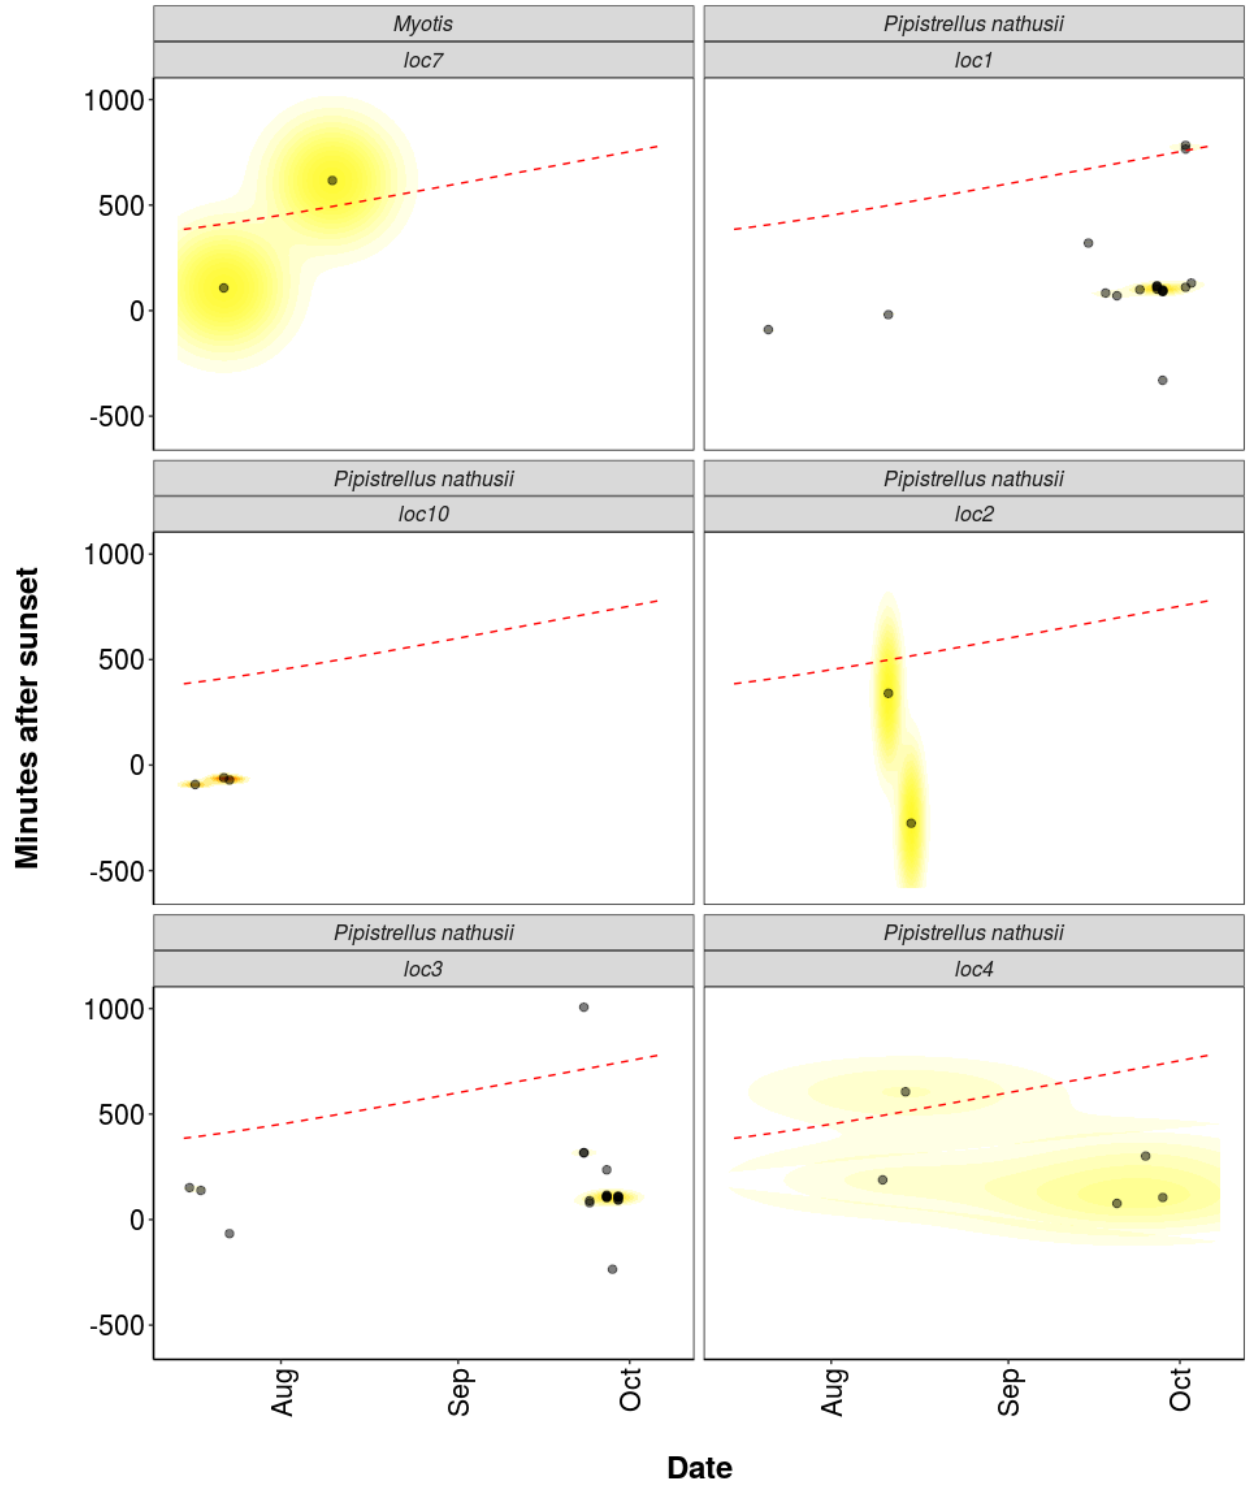 Myotis
Pipistrellus nathusii
loc7
loc1
1000
500
0
-500
Pipistrellus nathusii
Pipistrellus nathusii
loc10
loc2
1000
500
0
-500
Minutes after sunset
Pipistrellus nathusii
Pipistrellus nathusii
loc3
loc4
1000
500
0
-500
Aug
Sep
Oct
Aug
Sep
Oct
Date